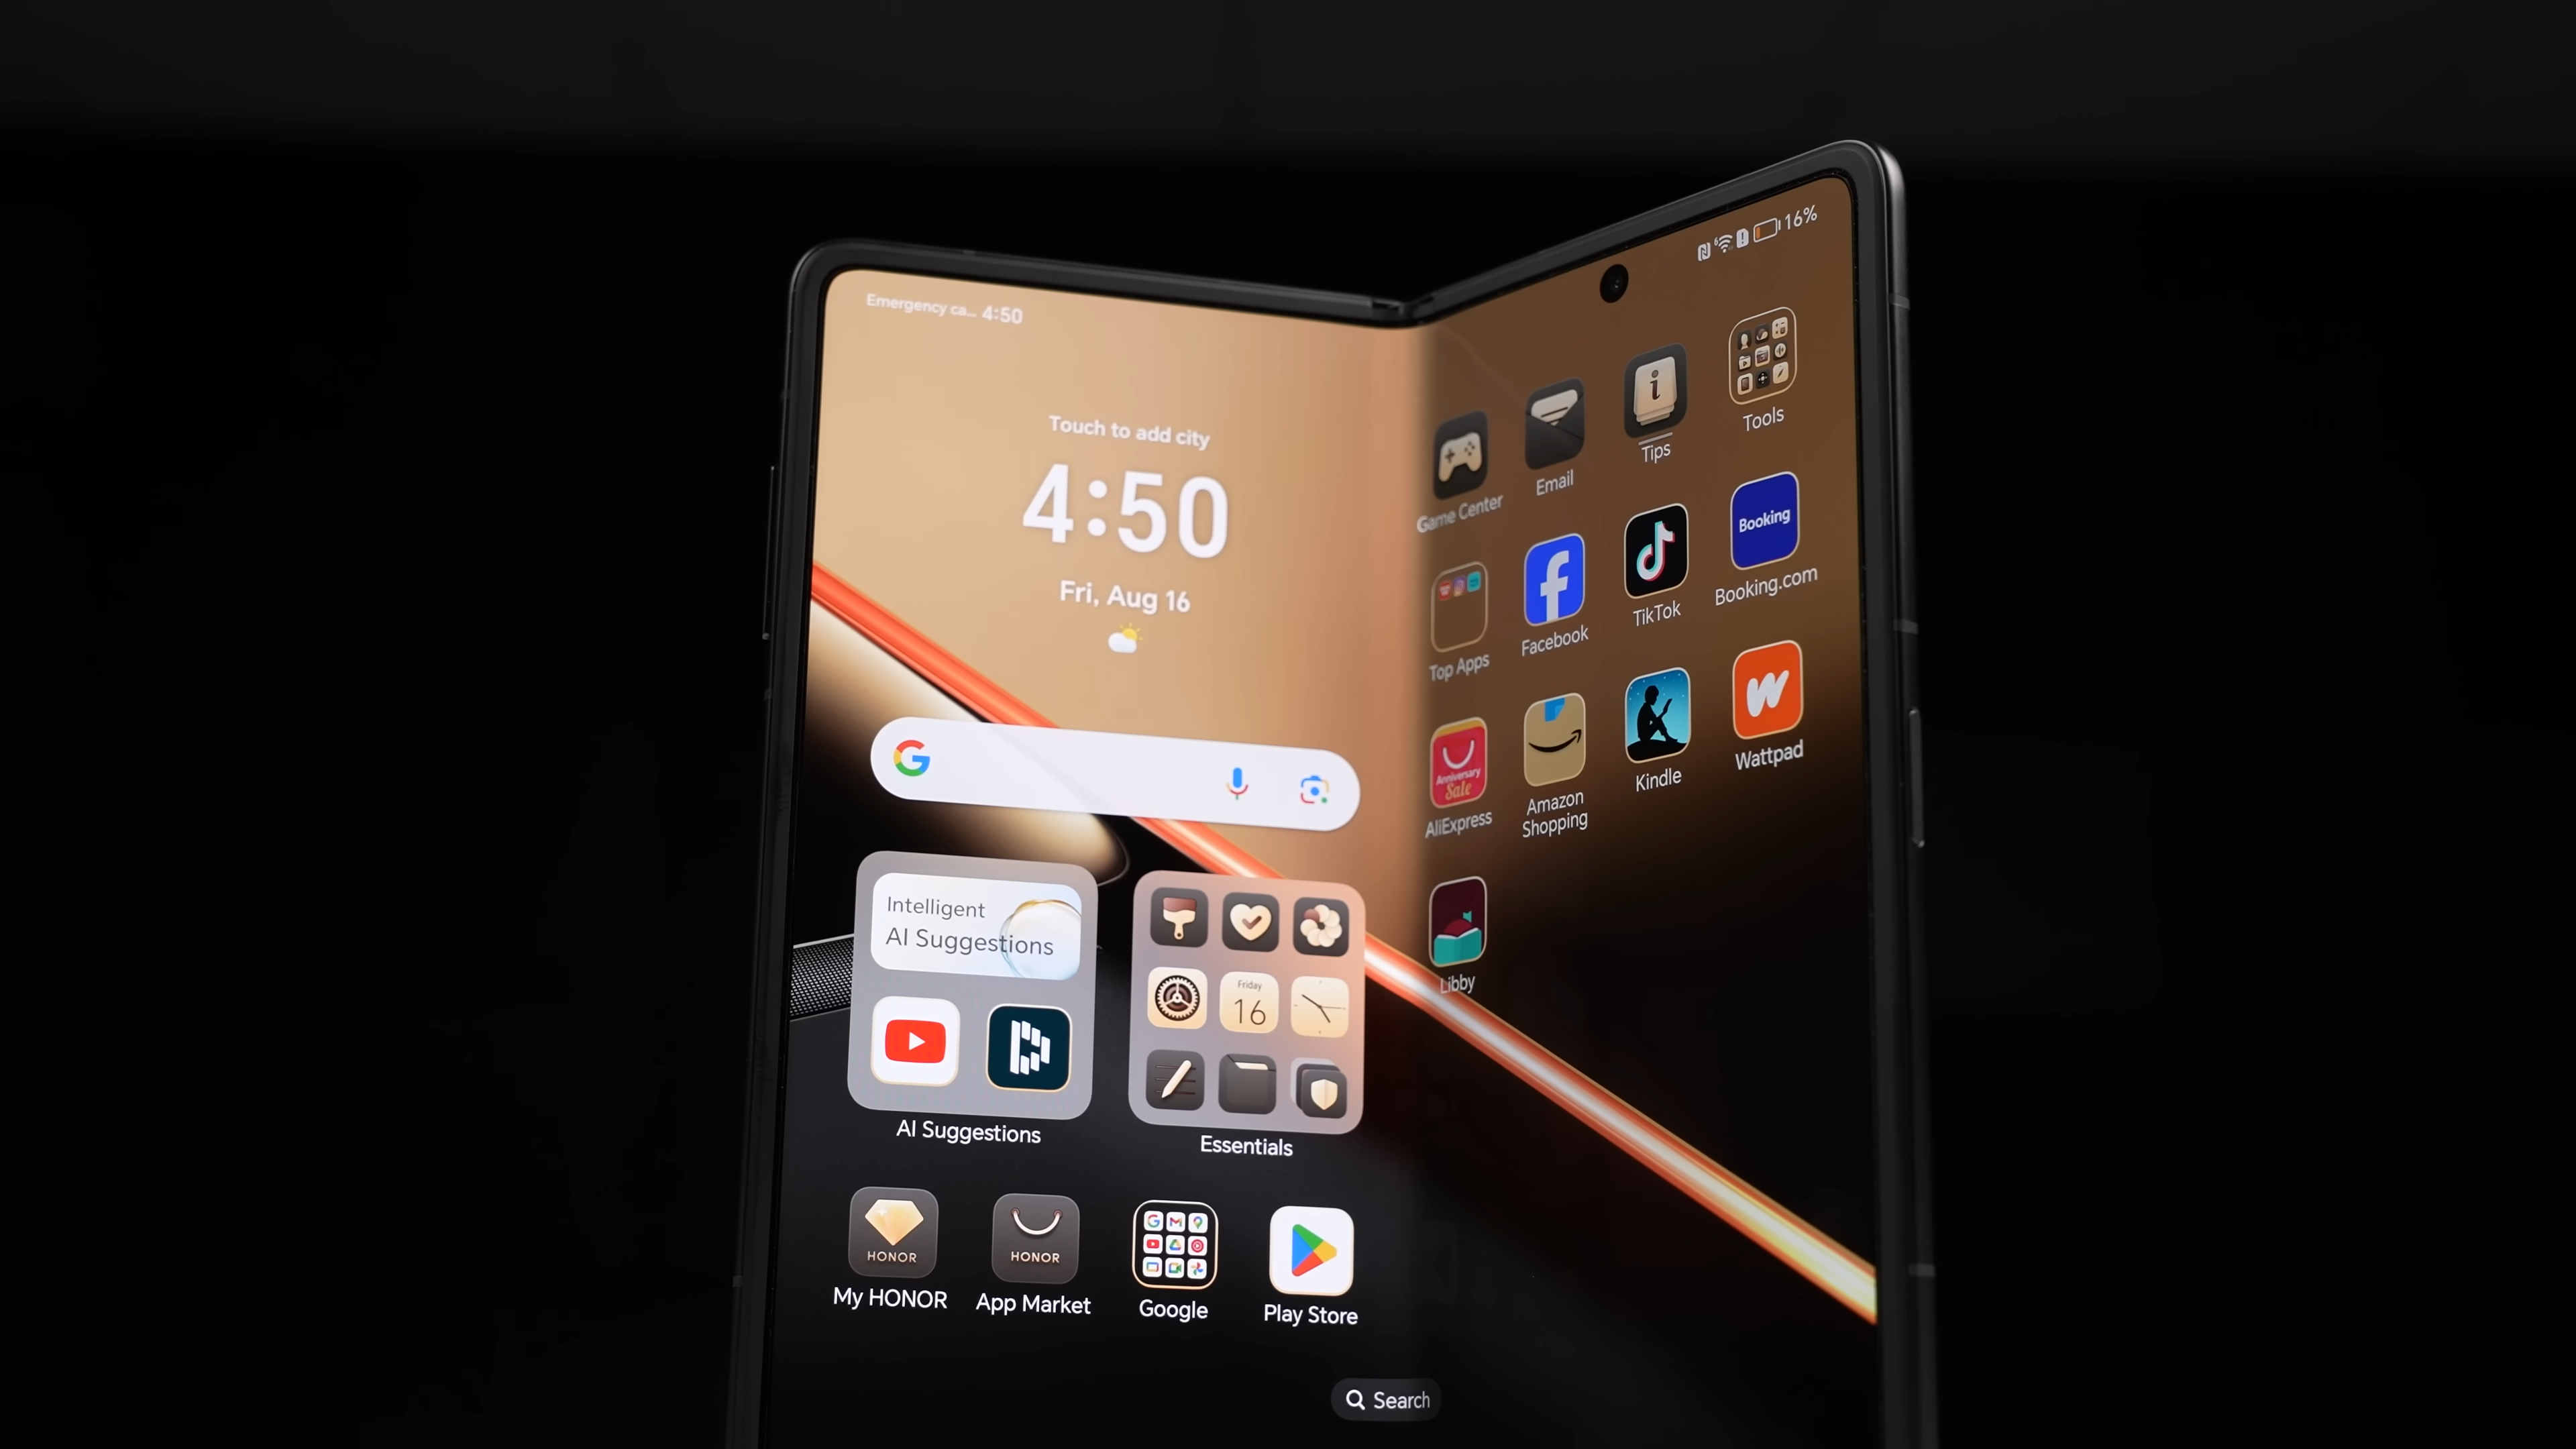 Emergency ca... 4:50
16%
Touch to add city
4:50
Fri, Aug 16
Intelligent
AI Suggestions
Friday
16
AI Suggestions
Essentials
HONOR
HONOR
My HONOR
App Market
Google
Play Store
Game Center
Email
Tips
Tools
Booking
Top Apps
Facebook
TikTok
Booking.com
Anniversary
Sale
AliExpress
Amazon
Shopping
Kindle
Wattpad
Libby
Search